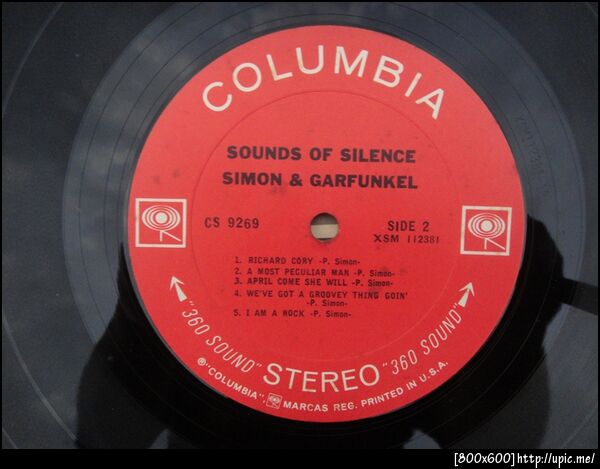 COLUMBIA
SOUNDS OF SILENCE
SIMON & GARFUNKEL
CS 9269
SIDE 2
XSM 112381
1. RICHARD CORY -P. Simon-
2. A MOST PECULIAR MAN -P. Simon-
3. APRIL COME SHE WILL -P. Simon-
4. WE'VE GOT A GROOVEY THING GOIN'
-P. Simon-
5. I AM A ROCK -P. Simon-
"360 SOUND" STEREO "360 SOUND"
® "COLUMBIA", MARCAS REG. PRINTED IN U.S.A.
[800x600]http://upic.me/